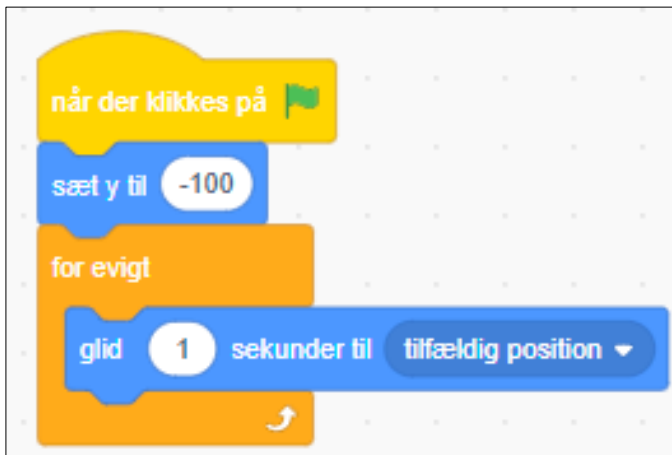 når der klikkes på
sæt y til -100
for evigt
glid 1 sekunder til tilfældig position